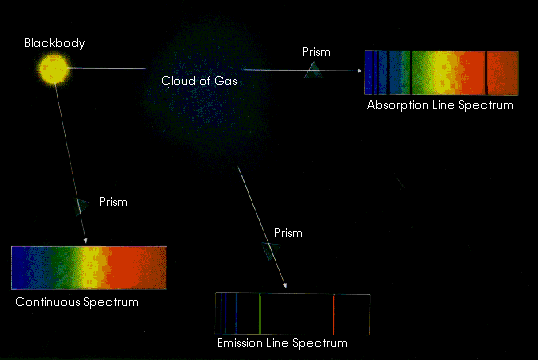 Blackbody
Prism
Cloud of Gas
Absorption Line Spectrum
Prism
Prism
Continuous Spectrum
Emission Line Spectrum